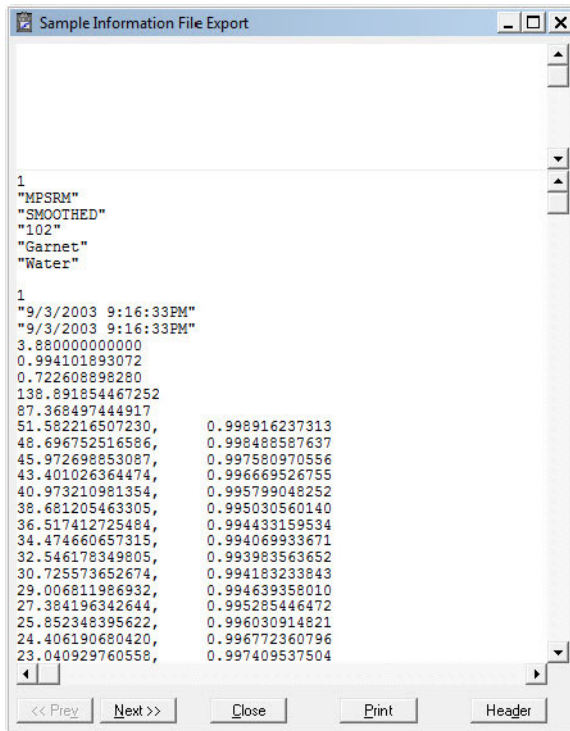 Sample Information File Export
1
"MPSRM"
"SMOOTHED"
"102"
"Garnet"
"Water"
1
"9/3/2003 9:16:33PM"
"9/3/2003 9:16:33PM"
3.880000000000
0.994101893072
0.722608898280
138.891854467252
87.368497444917
51.582216507230, 0.998916237313
48.696752516586, 0.998488587637
45.972698853087, 0.997580970556
43.401026364474, 0.996669526755
40.973210981354, 0.995799048252
38.681205463305, 0.995030560140
36.517412725484, 0.994433159534
34.474660657315, 0.994069933671
32.546178349805, 0.993983563652
30.725573652674, 0.994183233843
29.006811986932, 0.994639358010
27.384196342644, 0.995285446472
25.852348395622, 0.996030914821
24.406190680420, 0.996772360796
23.040929760558, 0.997409537504
<< Prev Next >> Close Print Header